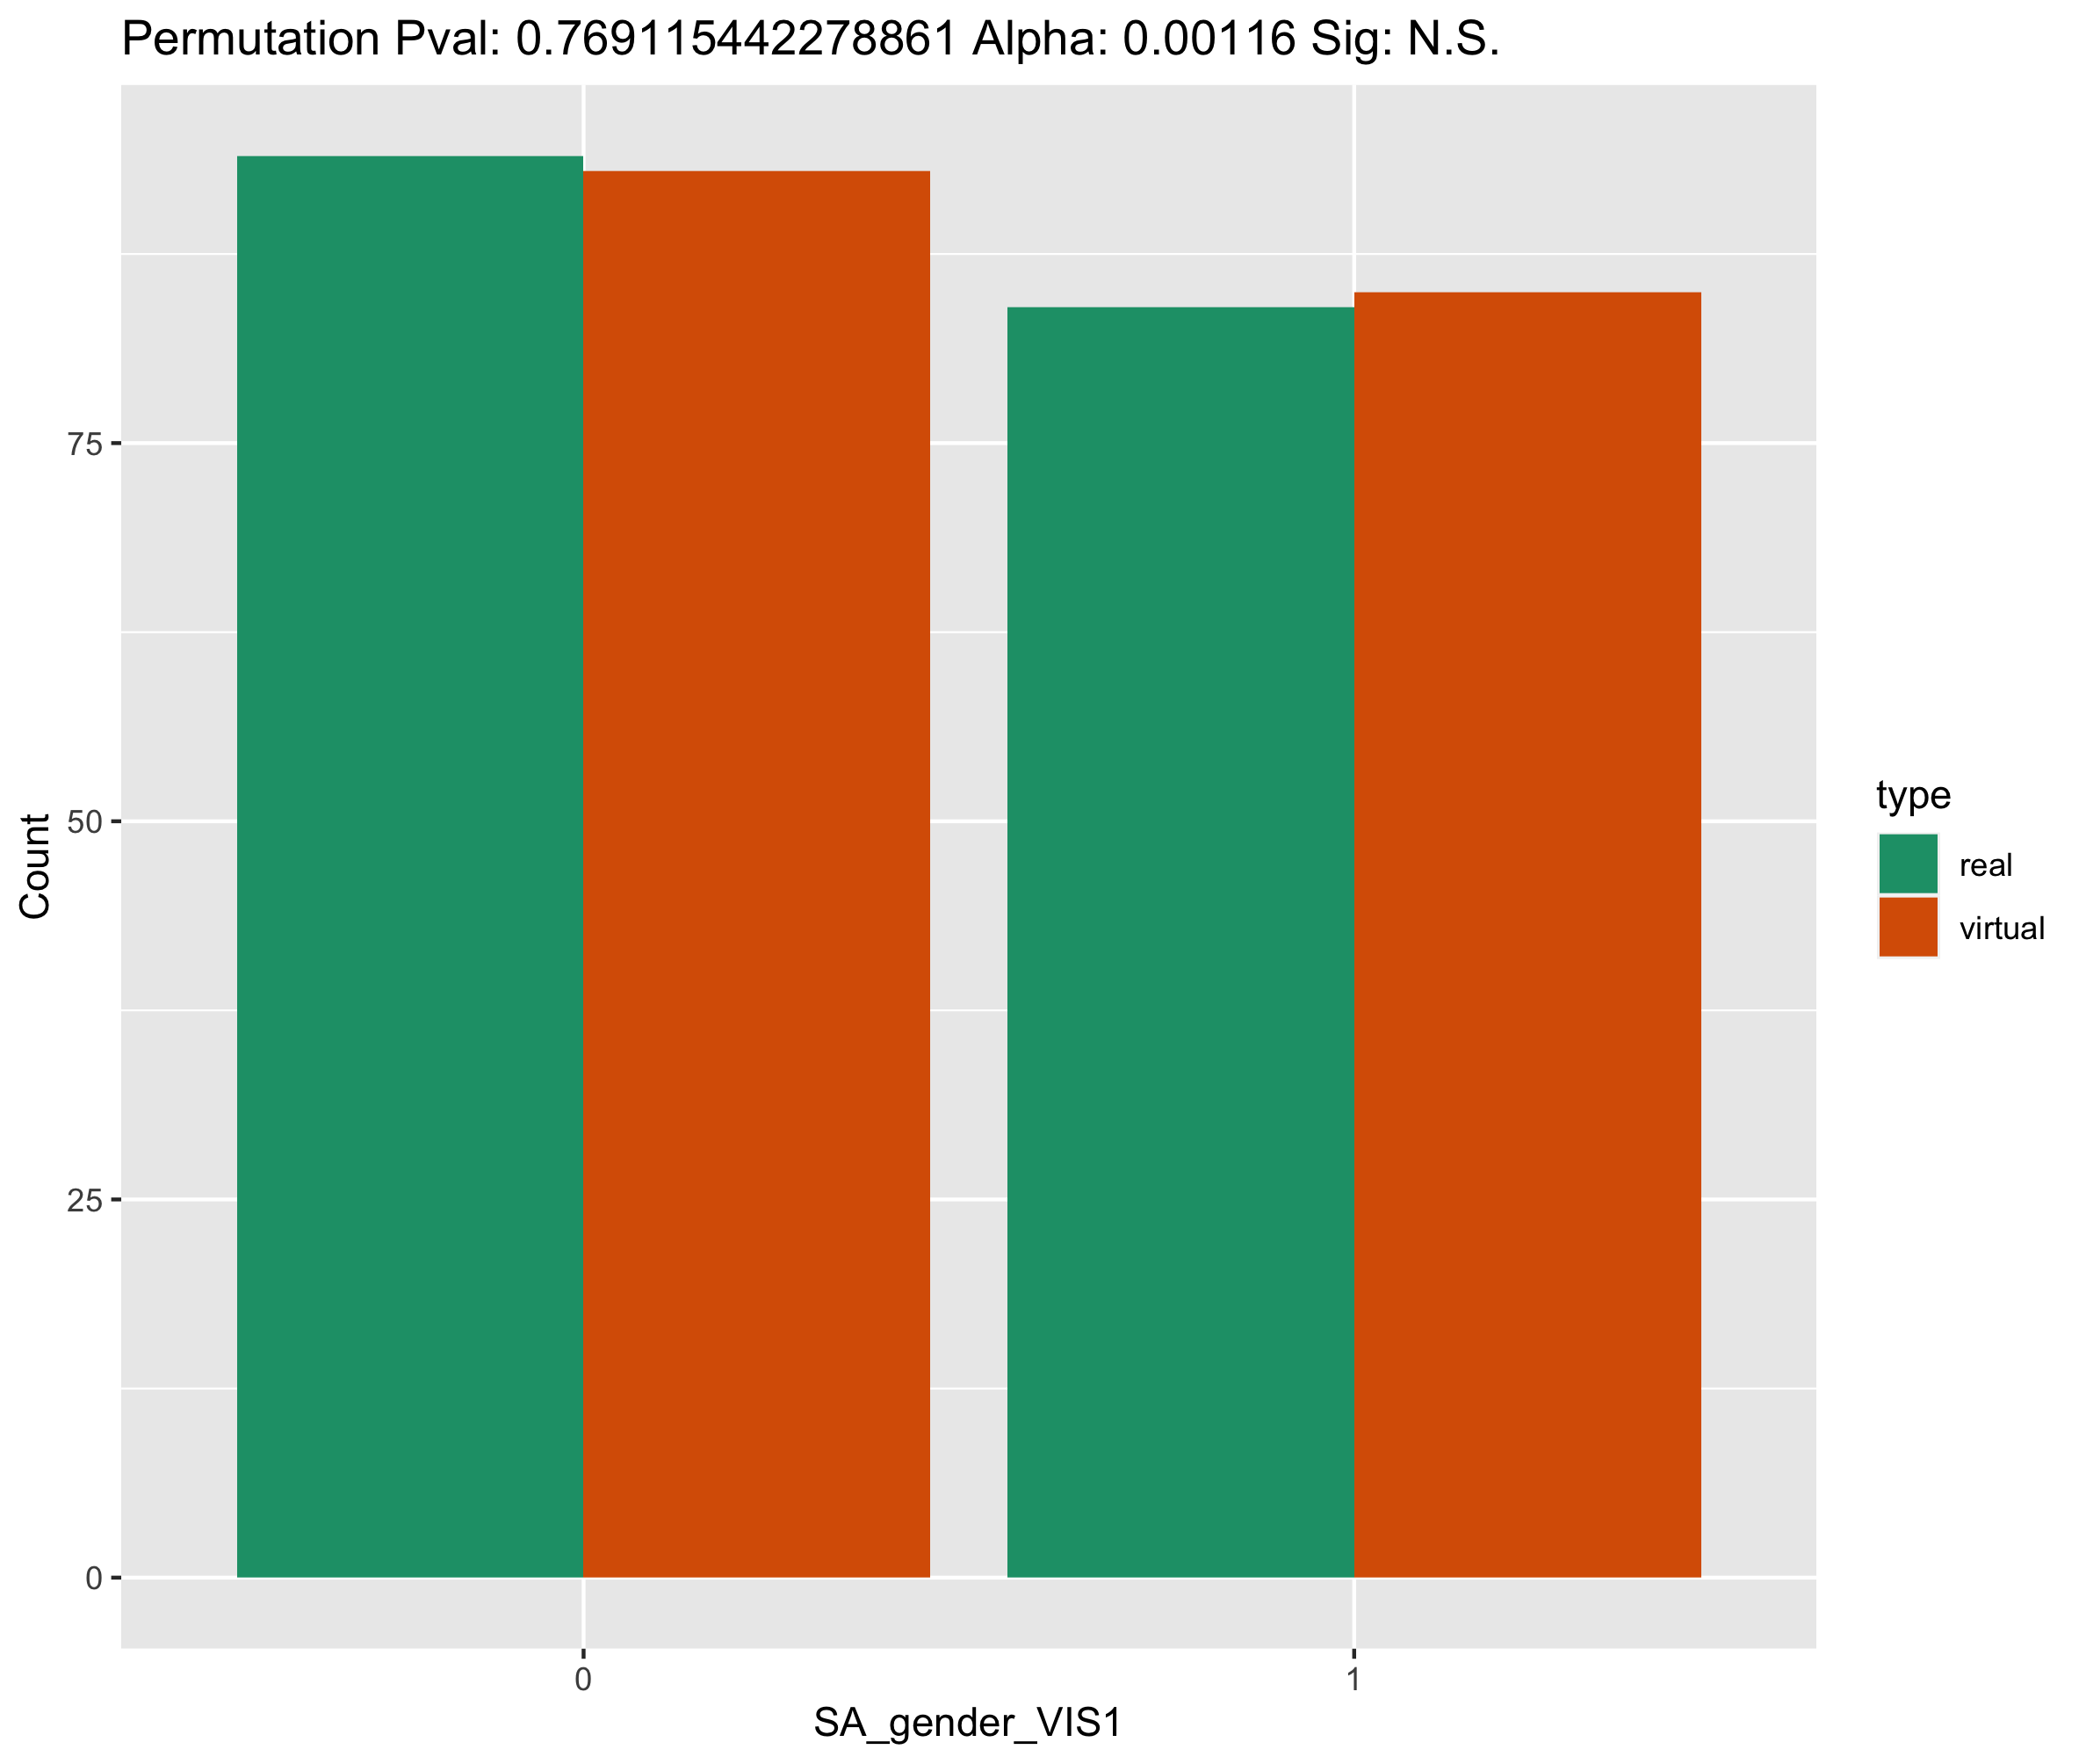 Permutation Pval: 0.769115442278861 Alpha: 0.00116 Sig: N.S.
75
50
25
0
Count
0 1
SA_gender_VIS1
type
real
virtual